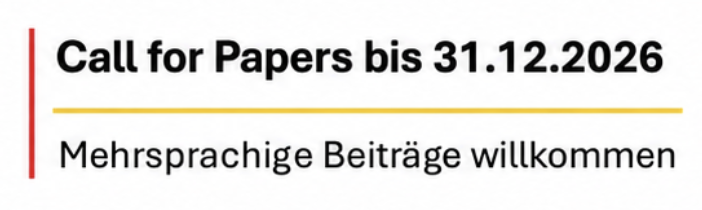 Call for Papers bis 31.12.2026
Mehrsprachige Beiträge willkommen